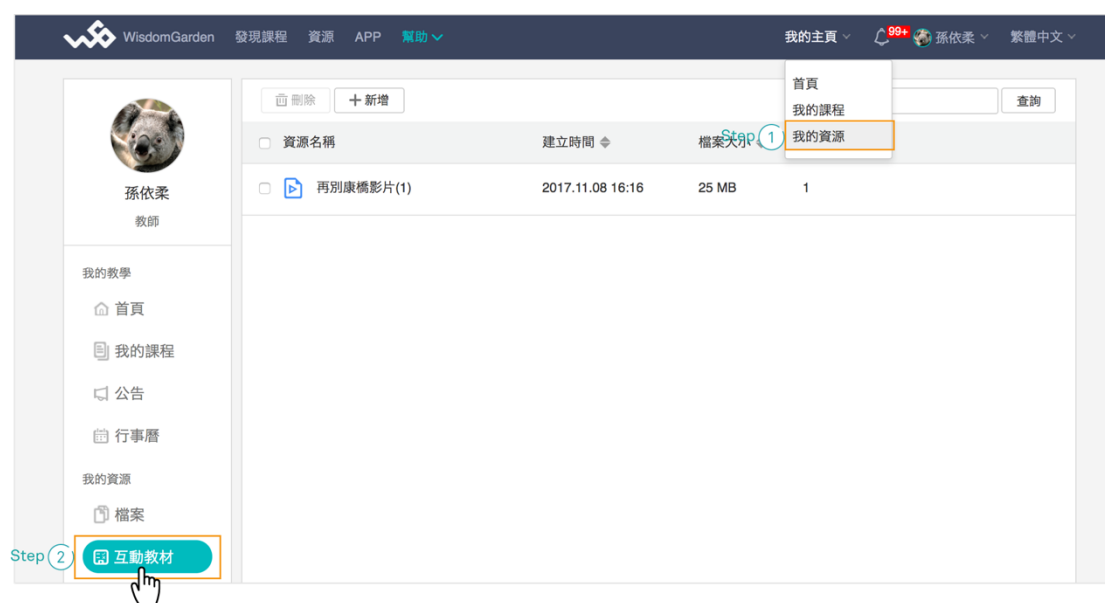 WisdomGarden 發現課程 資源 APP 幫助 我的主頁 99+ 孫依柔 繁體中文
首頁
我的課程
Step 1 我的資源
刪除 ＋新增 查詢
資源名稱 建立時間 檔案大小
再別康橋影片(1) 2017.11.08 16:16 25 MB 1
孫依柔
教師
我的教學
首頁
我的課程
公告
行事曆
我的資源
檔案
Step 2 互動教材